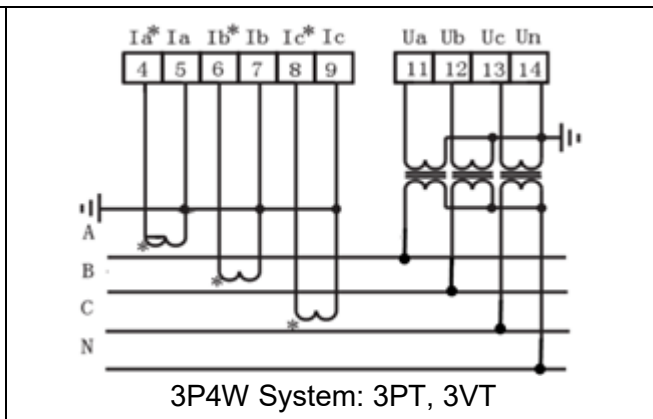 Ia* Ia Ib* Ib Ic* Ic Ua Ub Uc Un
4 5 6 7 8 9 11 12 13 14
A
*
B
*
C
*
N
3P4W System: 3PT, 3VT